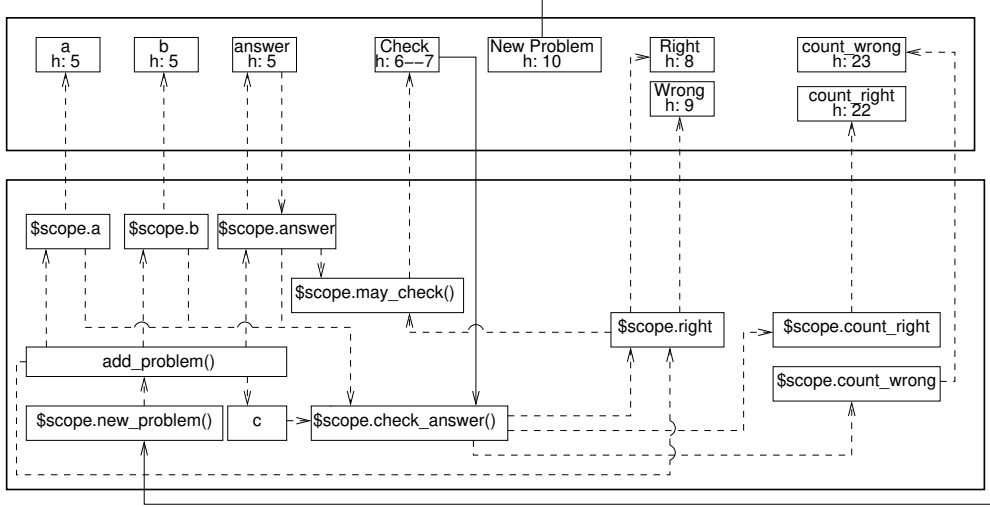 a
h: 5
b
h: 5
answer
h: 5
Check
h: 6−−7
New Problem
h: 10
Right
h: 8
count_wrong
h: 23
Wrong
h: 9
count_right
h: 22
$scope.a
$scope.b
$scope.answer
$scope.may_check()
$scope.right
$scope.count_right
add_problem()
$scope.count_wrong
$scope.new_problem()
c
$scope.check_answer()